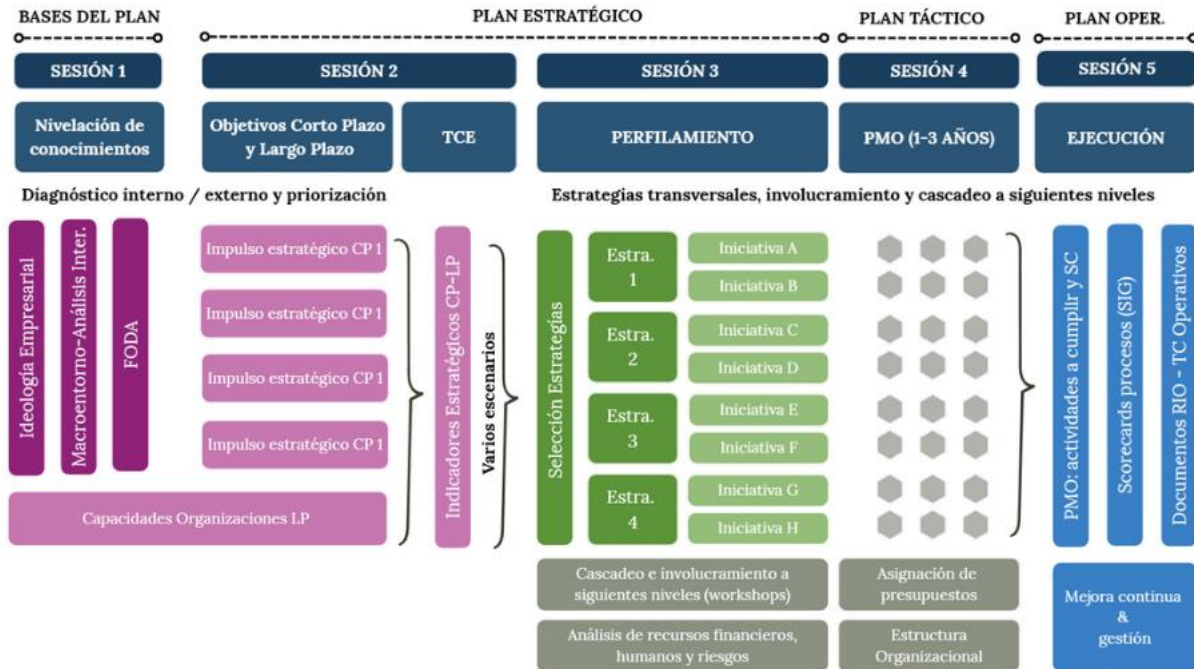 BASES DEL PLAN
PLAN ESTRATÉGICO
PLAN TÁCTICO
PLAN OPER.
SESIÓN 1
SESIÓN 2
SESIÓN 3
SESIÓN 4
SESIÓN 5
Nivelación de
conocimientos
Objetivos Corto Plazo
y Largo Plazo
TCE
PERFILAMIENTO
PMO (1-3 AÑOS)
EJECUCIÓN
Diagnóstico interno / externo y priorización
Estrategias transversales, involucramiento y cascadeo a siguientes niveles
Ideología Empresarial
Macroentorno-Análisis Inter.
FODA
Impulso estratégico CP 1
Impulso estratégico CP 1
Impulso estratégico CP 1
Impulso estratégico CP 1
Capacidades Organizaciones LP
Indicadores Estratégicos CP-LP
Varios escenarios
Selección Estrategias
Estra.
1
Iniciativa A
Iniciativa B
Estra.
2
Iniciativa C
Iniciativa D
Estra.
3
Iniciativa E
Iniciativa F
Estra.
4
Iniciativa G
Iniciativa H
PMO: actividades a cumplir y SC
Scorecards procesos (SIG)
Documentos RIO – TC Operativos
Cascadeo e involucramiento a
siguientes niveles (workshops)
Asignación de
presupuestos
Análisis de recursos financieros,
humanos y riesgos
Estructura
Organizacional
Mejora continua
&
gestión